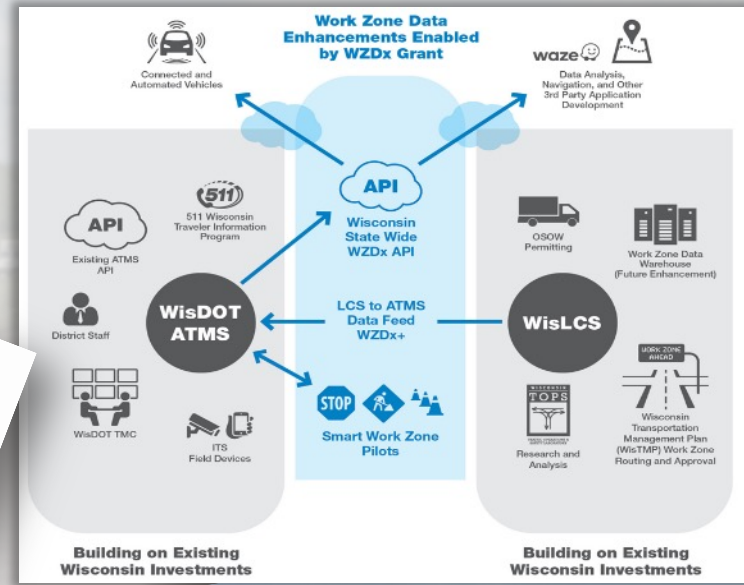 Work Zone Data
Enhancements Enabled
by WZDx Grant
Connected and
Automated Vehicles
waze
Data Analysis,
Navigation, and Other
3rd Party Application
Development
API
Existing ATMS
API
511
511 Wisconsin
Traveler Information
Program
District Staff
WisDOT
ATMS
WisDOT TMC
ITS
Field Devices
API
Wisconsin
State Wide
WZDx API
LCS to ATMS
Data Feed
WZDx+
STOP
Smart Work Zone
Pilots
OSOW
Permitting
Work Zone Data
Warehouse
(Future Enhancement)
WisLCS
WISCONSIN
TOPS
Research and
Analysis
WORK ZONE
AHEAD
Wisconsin
Transportation
Management Plan
(WisTMP) Work Zone
Routing and Approval
Building on Existing
Wisconsin Investments
Building on Existing
Wisconsin Investments